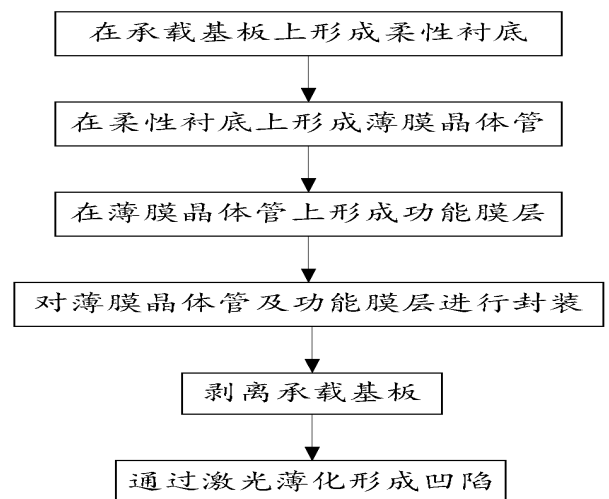 在承载基板上形成柔性衬底
在柔性衬底上形成薄膜晶体管
在薄膜晶体管上形成功能膜层
对薄膜晶体管及功能膜层进行封装
剥离承载基板
通过激光薄化形成凹陷